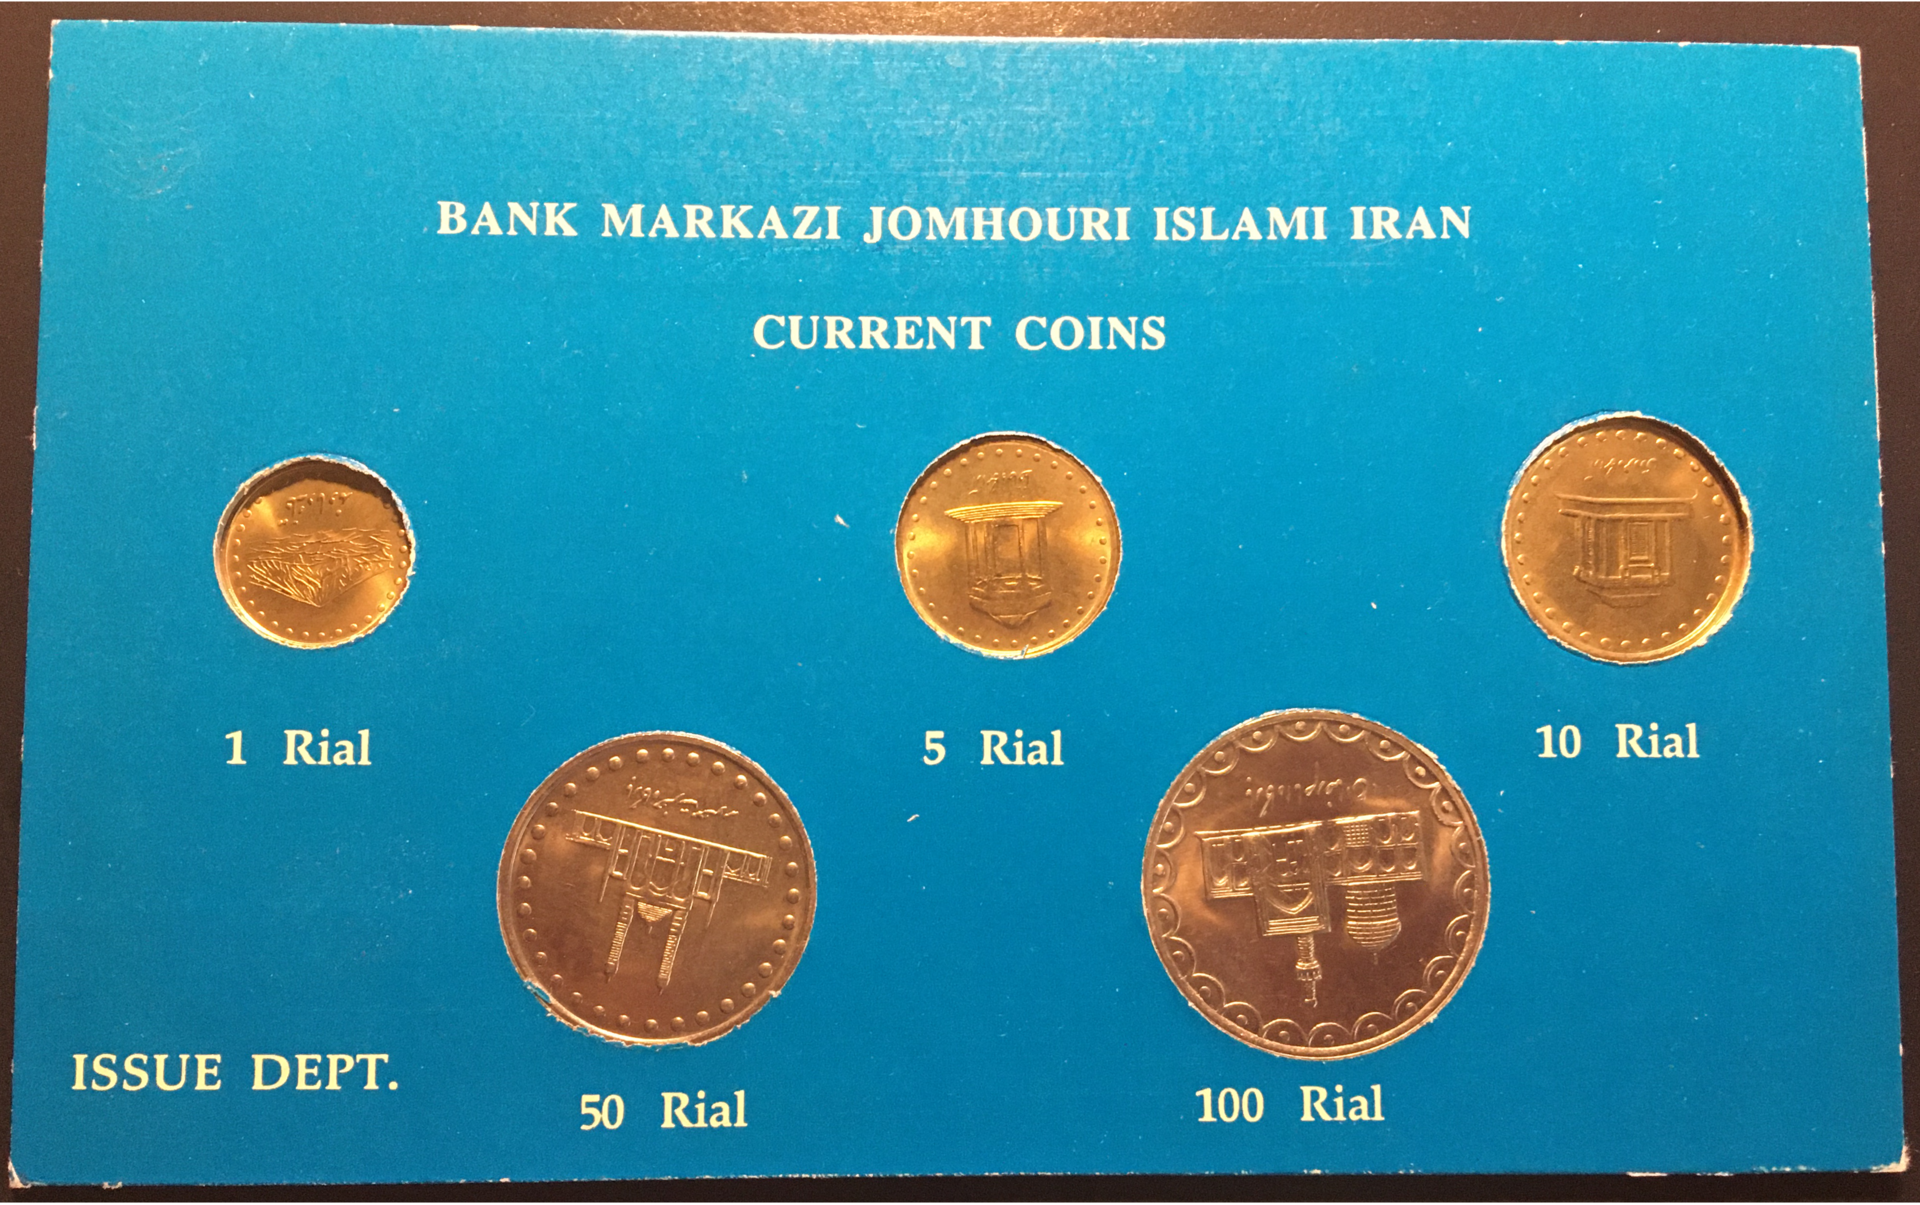 BANK MARKAZI JOMHOURI ISLAMI IRAN
CURRENT COINS
1 Rial
5 Rial
10 Rial
50 Rial
100 Rial
ISSUE DEPT.